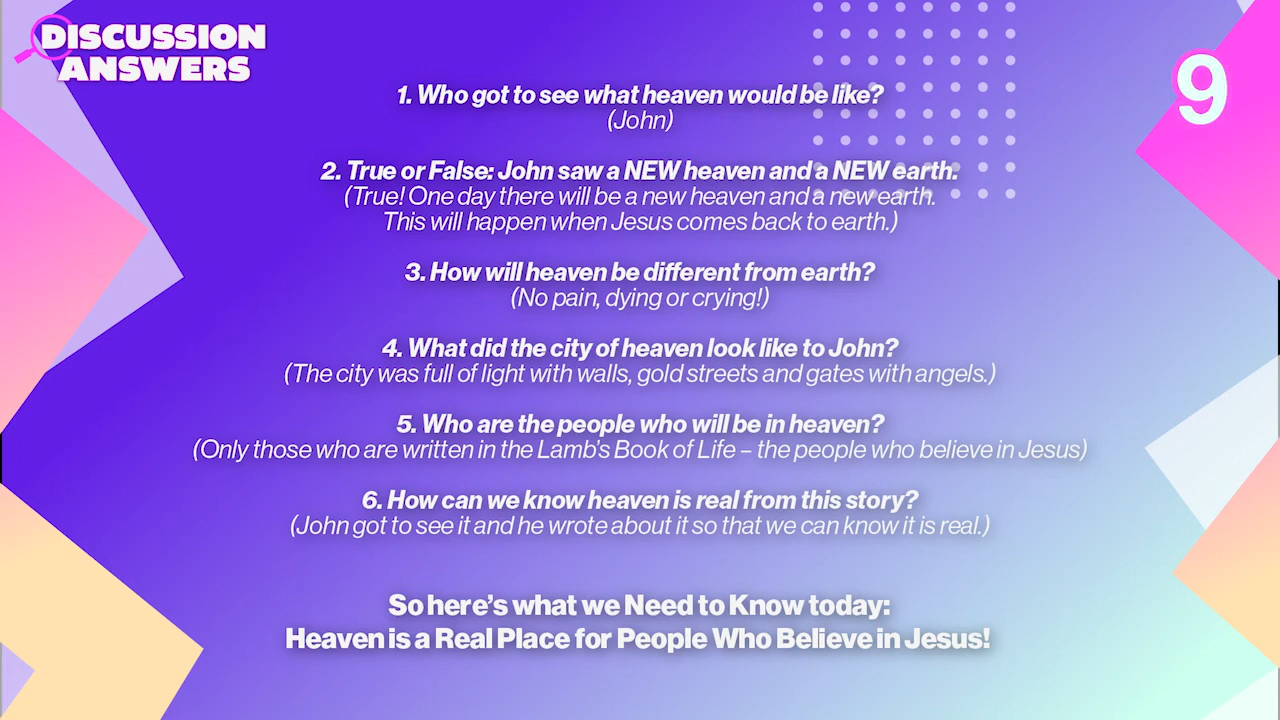 DISCUSSION
ANSWERS
9
1. Who got to see what heaven would be like?
(John)
2. True or False: John saw a NEW heaven and a NEW earth.
(True! One day there will be a new heaven and a new earth.
This will happen when Jesus comes back to earth.)
3. How will heaven be different from earth?
(No pain, dying or crying!)
4. What did the city of heaven look like to John?
(The city was full of light with walls, gold streets and gates with angels.)
5. Who are the people who will be in heaven?
(Only those who are written in the Lamb's Book of Life – the people who believe in Jesus)
6. How can we know heaven is real from this story?
(John got to see it and he wrote about it so that we can know it is real.)
So here's what we Need to Know today:
Heaven is a Real Place for People Who Believe in Jesus!